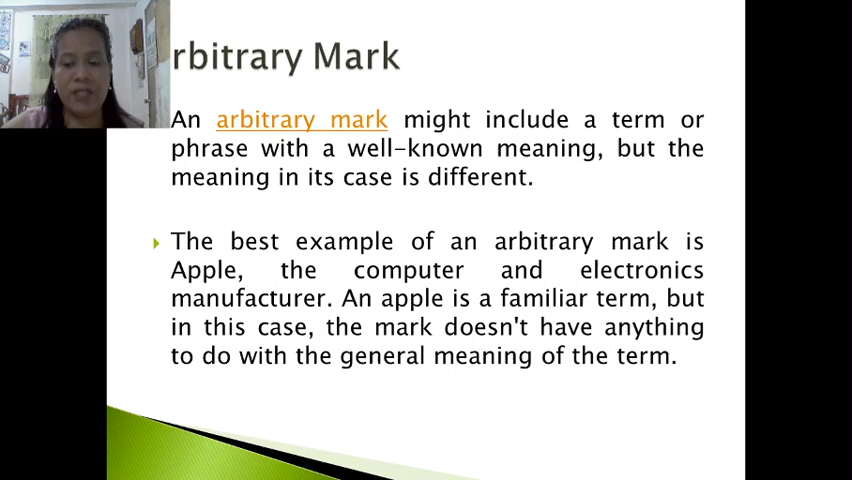 rbitrary Mark
An arbitrary mark might include a term or
phrase with a well-known meaning, but the
meaning in its case is different.
The best example of an arbitrary mark is
Apple, the computer and electronics
manufacturer. An apple is a familiar term, but
in this case, the mark doesn't have anything
to do with the general meaning of the term.